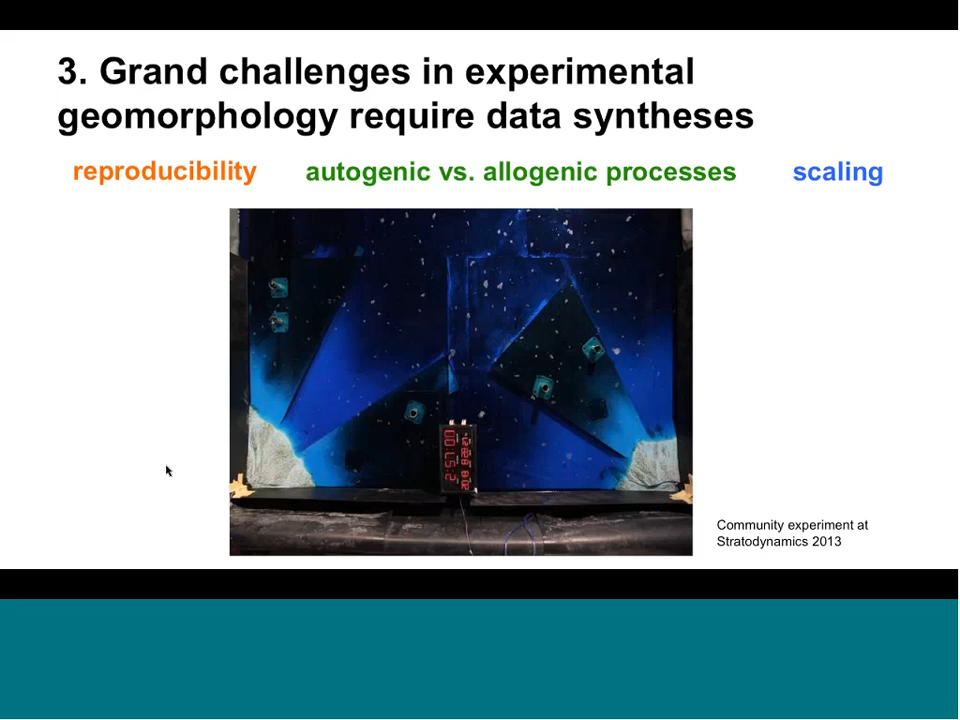 3. Grand challenges in experimental
geomorphology require data syntheses
reproducibility autogenic vs. allogenic processes scaling
Community experiment at
Stratodynamics 2013